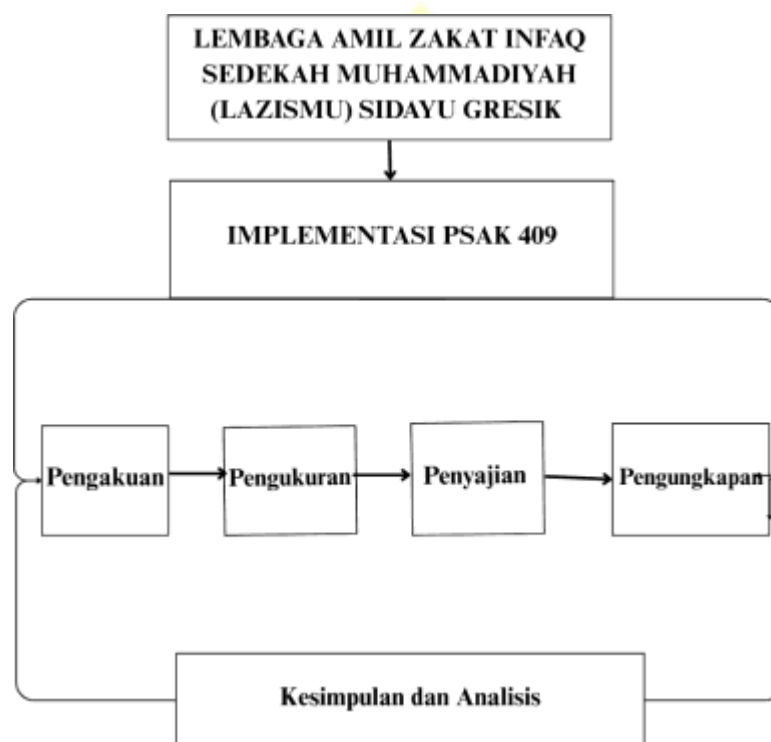 LEMBAGA AMIL ZAKAT INFAQ
SEDEKAH MUHAMMADIYAH
(LAZISMU) SIDAYU GRESIK
IMPLEMENTASI PSAK 409
Pengakuan
Pengukuran
Penyajian
Pengungkapan
Kesimpulan dan Analisis